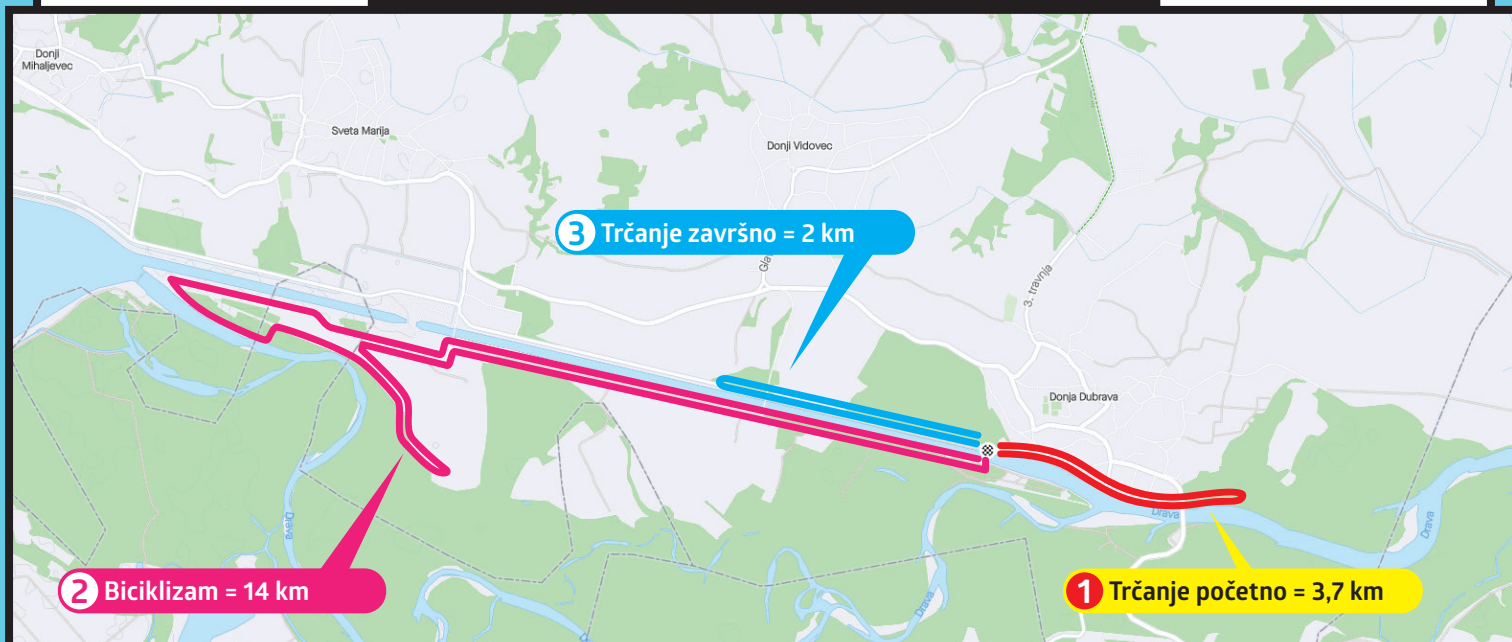 Donji
Mihaljevec
Sveta Marija
Donji Vidovec
3 Trčanje završno = 2 km
3. travnja
Donja Dubrava
Drava
Drava
Drava
Drava
2 Biciklizam = 14 km
1 Trčanje početno = 3,7 km